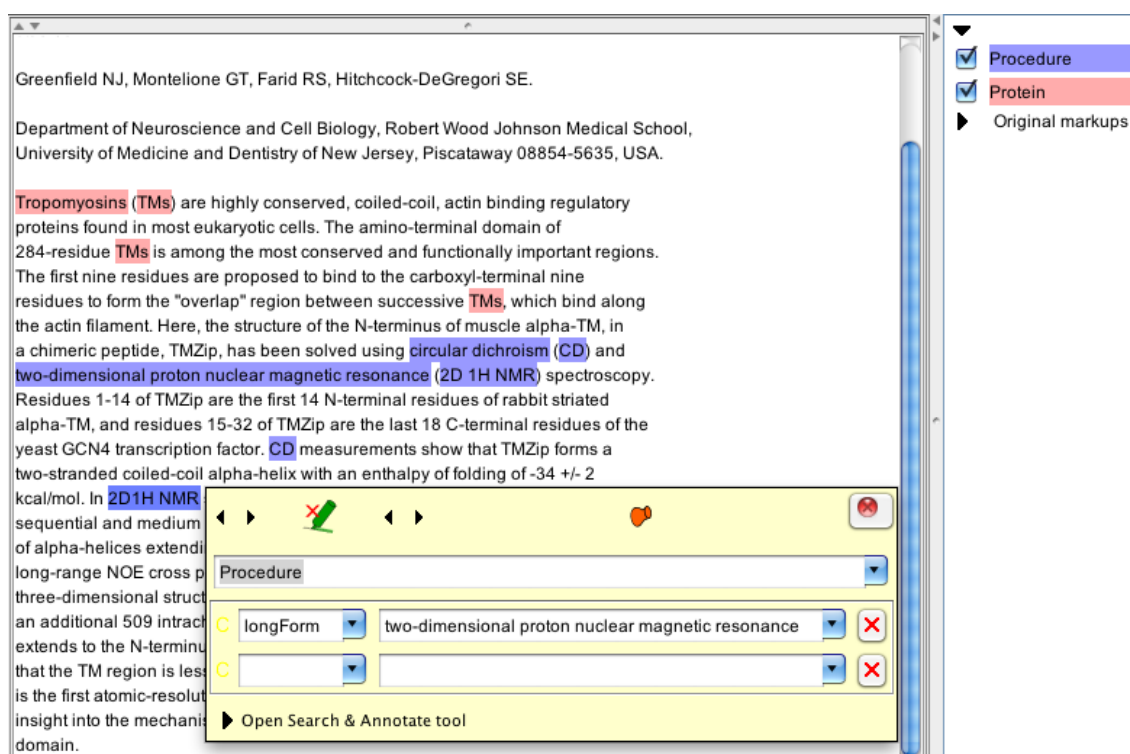 Greenfield NJ, Montelione GT, Farid RS, Hitchcock-DeGregori SE.
Department of Neuroscience and Cell Biology, Robert Wood Johnson Medical School,
University of Medicine and Dentistry of New Jersey, Piscataway 08854-5635, USA.
Tropomyosins (TMs) are highly conserved, coiled-coil, actin binding regulatory
proteins found in most eukaryotic cells. The amino-terminal domain of
284-residue TMs is among the most conserved and functionally important regions.
The first nine residues are proposed to bind to the carboxyl-terminal nine
residues to form the "overlap" region between successive TMs, which bind along
the actin filament. Here, the structure of the N-terminus of muscle alpha-TM, in
a chimeric peptide, TMZip, has been solved using circular dichroism (CD) and
two-dimensional proton nuclear magnetic resonance (2D 1H NMR) spectroscopy.
Residues 1-14 of TMZip are the first 14 N-terminal residues of rabbit striated
alpha-TM, and residues 15-32 of TMZip are the last 18 C-terminal residues of the
yeast GCN4 transcription factor. CD measurements show that TMZip forms a
two-stranded coiled-coil alpha-helix with an enthalpy of folding of -34 +/- 2
kcal/mol. In 2D1H NMR
sequential and medium
of alpha-helices extendi
long-range NOE cross p
three-dimensional struct
an additional 509 intrach
extends to the N-terminu
that the TM region is less
is the first atomic-resolut
insight into the mechanis
domain.
Procedure
C longForm two-dimensional proton nuclear magnetic resonance
C
Open Search & Annotate tool
Procedure
Protein
Original markups